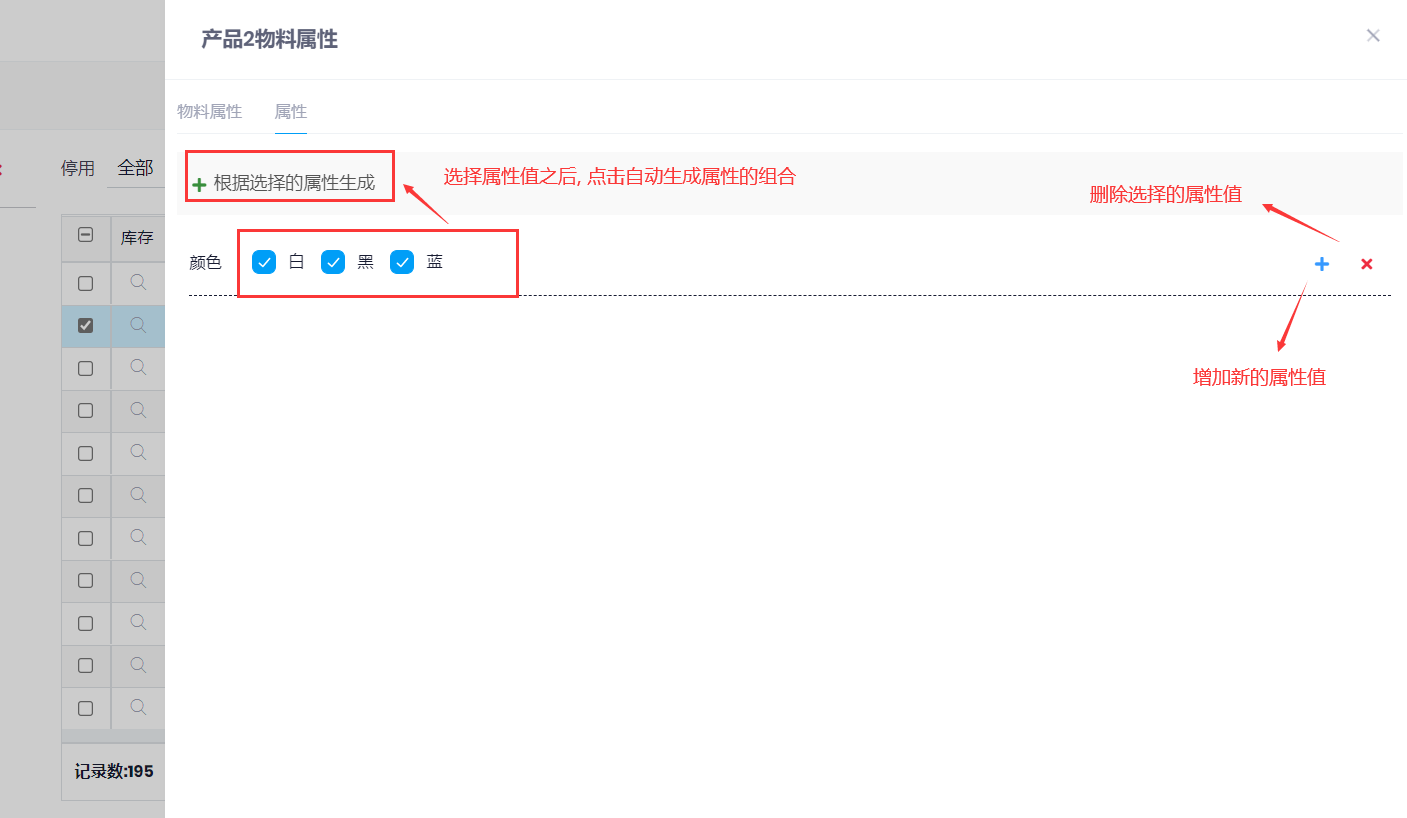 产品2物料属性
物料属性 属性
停用 全部
根据选择的属性生成
选择属性值之后, 点击自动生成属性的组合
删除选择的属性值
库存
颜色 白 黑 蓝
增加新的属性值
记录数:195